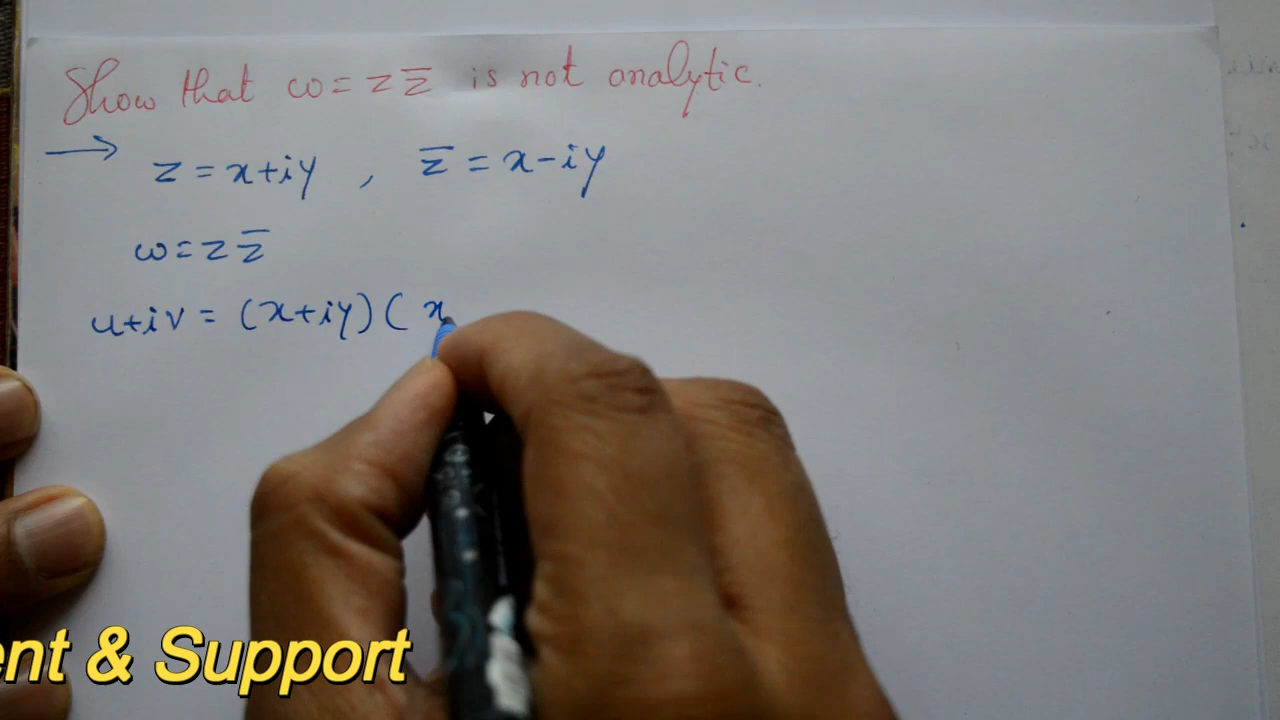 Show that ω = z z̅ is not analytic.
→ z = x+iy , z̅ = x-iy
ω = z z̅
u+iv = (x+iy) ( x
ent & Support